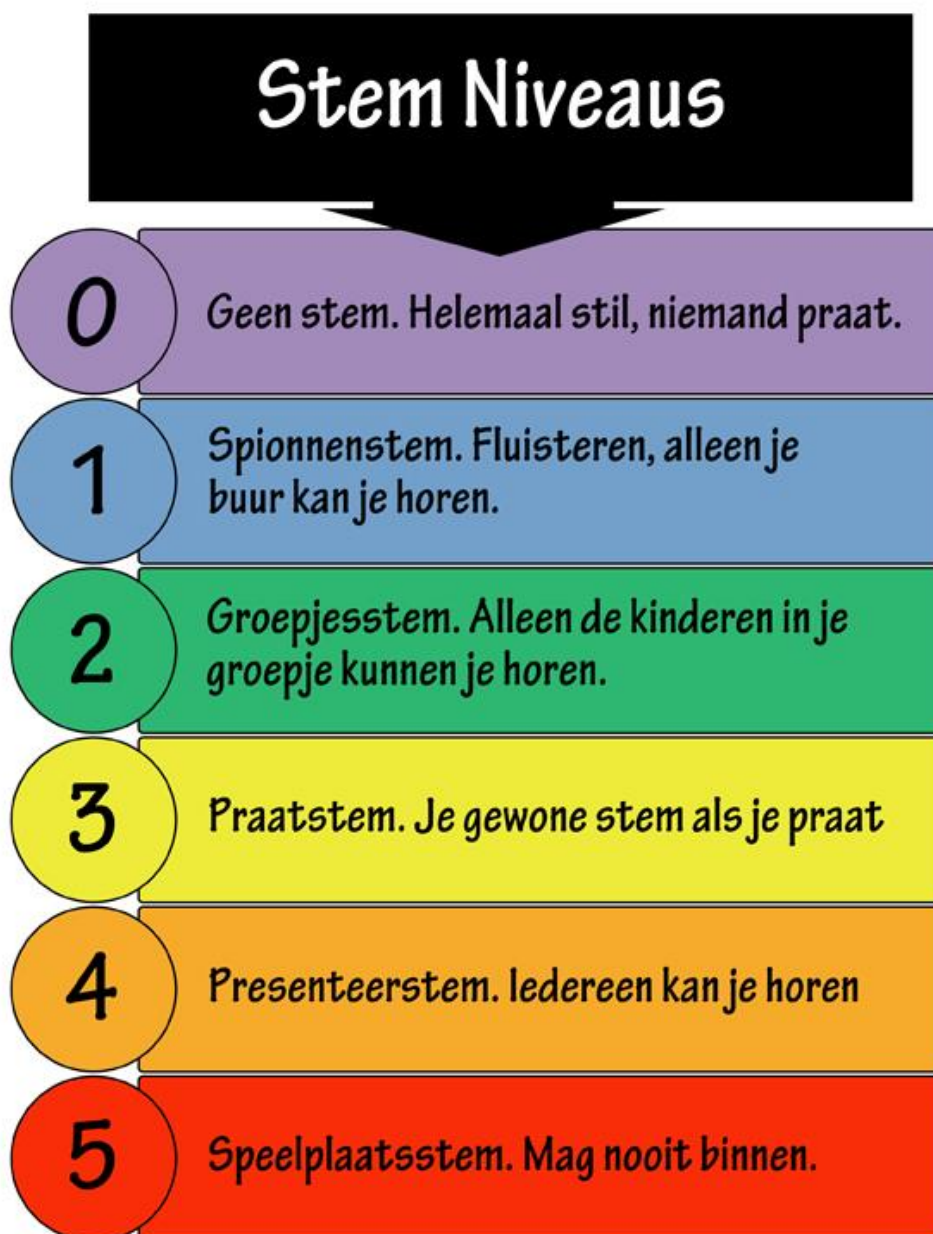 Stem Niveaus
0
Geen stem. Helemaal stil, niemand praat.
1
Spionnenstem. Fluisteren, alleen je
buur kan je horen.
2
Groepjesstem. Alleen de kinderen in je
groepje kunnen je horen.
3
Praatstem. Je gewone stem als je praat
4
Presenteerstem. Iedereen kan je horen
5
Speelplaatsstem. Mag nooit binnen.